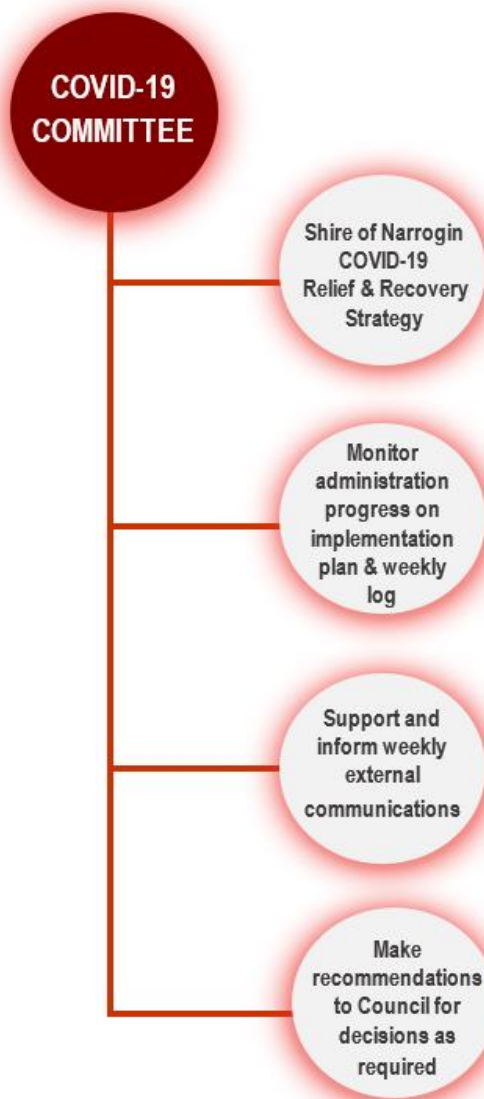 COVID-19
COMMITTEE
Shire of Narrogin
COVID-19
Relief & Recovery
Strategy
Monitor
administration
progress on
implementation
plan & weekly
log
Support and
inform weekly
external
communications
Make
recommendations
to Council for
decisions as
required